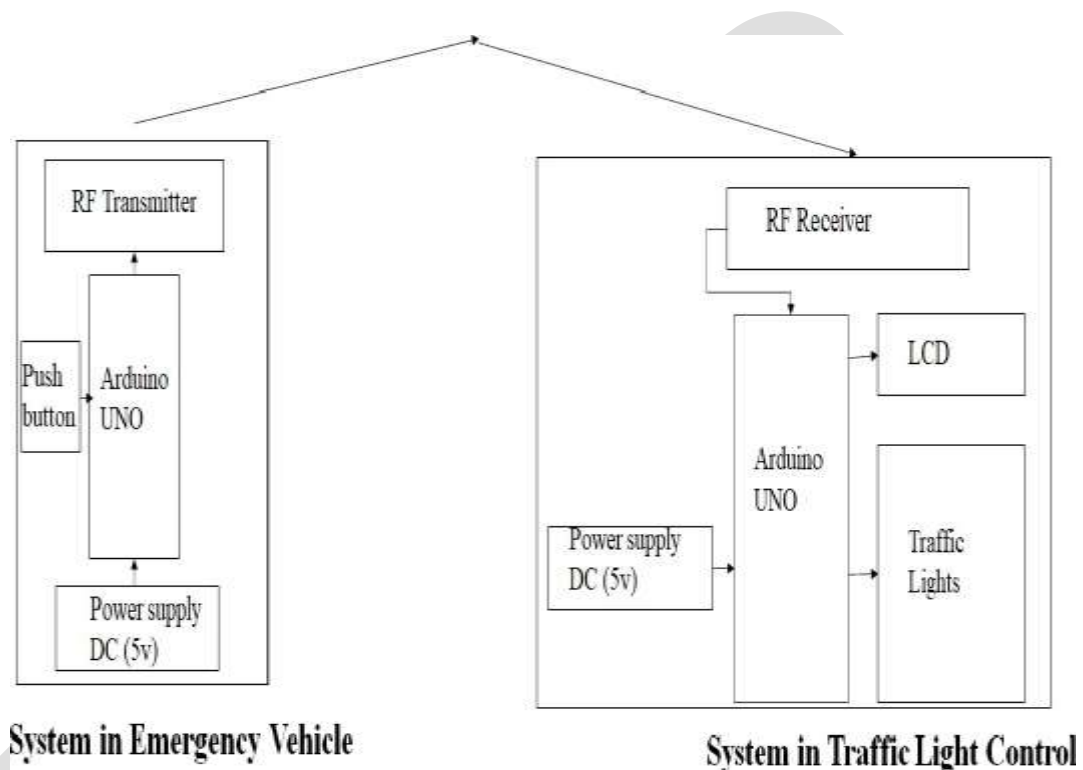 RF Transmitter
Push
button
Arduino
UNO
Power supply
DC (5v)
System in Emergency Vehicle
RF Receiver
LCD
Arduino
UNO
Power supply
DC (5v)
Traffic
Lights
System in Traffic Light Control